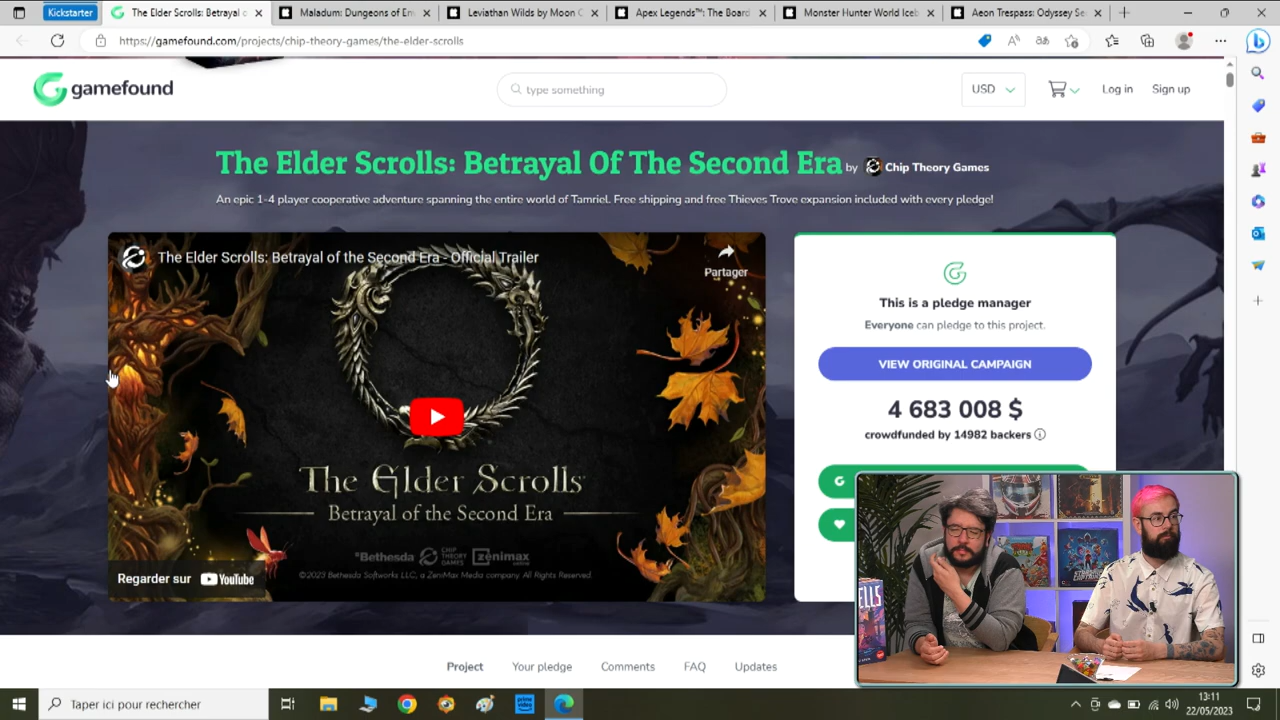 Kickstarter
The Elder Scrolls: Betrayal o
Maladum: Dungeons of En
Leviathan Wilds by Moon C
Apex Legends™: The Board
Monster Hunter World Iceb
Aeon Trespass: Odyssey Se
https://gamefound.com/projects/chip-theory-games/the-elder-scrolls
gamefound
type something
USD
Log in
Sign up
The Elder Scrolls: Betrayal Of The Second Era by Chip Theory Games
An epic 1-4 player cooperative adventure spanning the entire world of Tamriel. Free shipping and free Thieves Trove expansion included with every pledge!
The Elder Scrolls: Betrayal of the Second Era - Official Trailer
Partager
The Elder Scrolls
Betrayal of the Second Era
Bethesda
CHIP THEORY GAMES
zenimax
©2023 Bethesda Softworks LLC, a ZeniMax Media company. All Rights Reserved.
Regarder sur YouTube
This is a pledge manager
Everyone can pledge to this project.
VIEW ORIGINAL CAMPAIGN
4 683 008 $
crowdfunded by 14982 backers
ELLS
Project
Your pledge
Comments
FAQ
Updates
Taper ici pour rechercher
13:11
22/05/2023